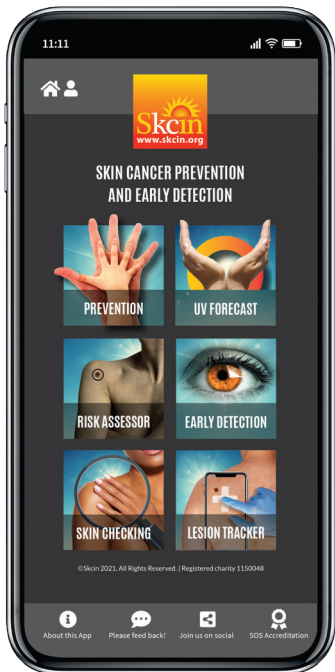 11:11
Skcin
www.skcin.org
SKIN CANCER PREVENTION
AND EARLY DETECTION
PREVENTION
UV FORECAST
RISK ASSESSOR
EARLY DETECTION
SKIN CHECKING
LESION TRACKER
©Skcin 2021. All Rights Reserved. | Registered charity 1150048
About this App
Please feed back!
Join us on social
SOS Accreditation